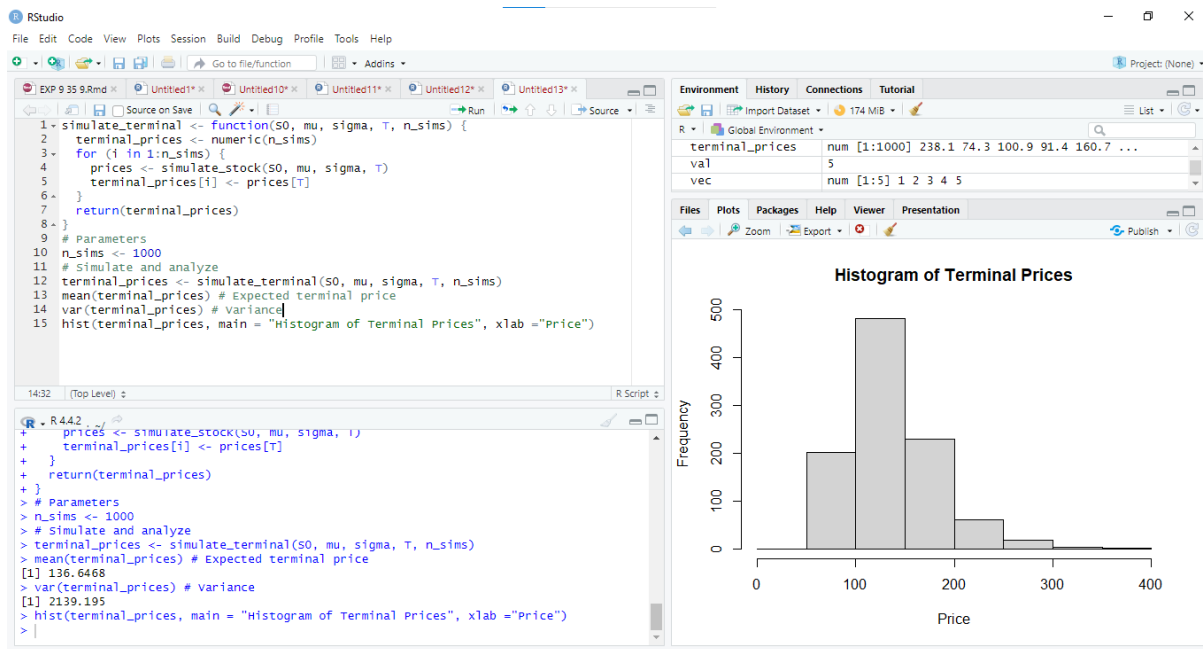 RStudio
File Edit Code View Plots Session Build Debug Profile Tools Help
Go to file/function Addins Project: (None)
EXP 9 35 9.Rmd Untitled1* Untitled10* Untitled11* Untitled12* Untitled13*
Source on Save Run Source
1 simulate_terminal <- function(S0, mu, sigma, T, n_sims) {
2 terminal_prices <- numeric(n_sims)
3 for (i in 1:n_sims) {
4 prices <- simulate_stock(S0, mu, sigma, T)
5 terminal_prices[i] <- prices[T]
6 }
7 return(terminal_prices)
8 }
9 # Parameters
10 n_sims <- 1000
11 # Simulate and analyze
12 terminal_prices <- simulate_terminal(S0, mu, sigma, T, n_sims)
13 mean(terminal_prices) # Expected terminal price
14 var(terminal_prices) # Variance
15 hist(terminal_prices, main = "Histogram of Terminal Prices", xlab ="Price")
14:32 (Top Level) R Script
R 4.4.2 . ~/
+ prices <- simulate_stock(S0, mu, sigma, T)
+ terminal_prices[i] <- prices[T]
+ }
+ return(terminal_prices)
+ }
> # Parameters
> n_sims <- 1000
> # Simulate and analyze
> terminal_prices <- simulate_terminal(S0, mu, sigma, T, n_sims)
> mean(terminal_prices) # Expected terminal price
[1] 136.6468
> var(terminal_prices) # Variance
[1] 2139.195
> hist(terminal_prices, main = "Histogram of Terminal Prices", xlab ="Price")
>
Environment History Connections Tutorial
Import Dataset 174 MiB List
R Global Environment
terminal_prices num [1:1000] 238.1 74.3 100.9 91.4 160.7 ...
val 5
vec num [1:5] 1 2 3 4 5
Files Plots Packages Help Viewer Presentation
Zoom Export Publish
Histogram of Terminal Prices
Frequency
500
400
300
200
100
0
0 100 200 300 400
Price